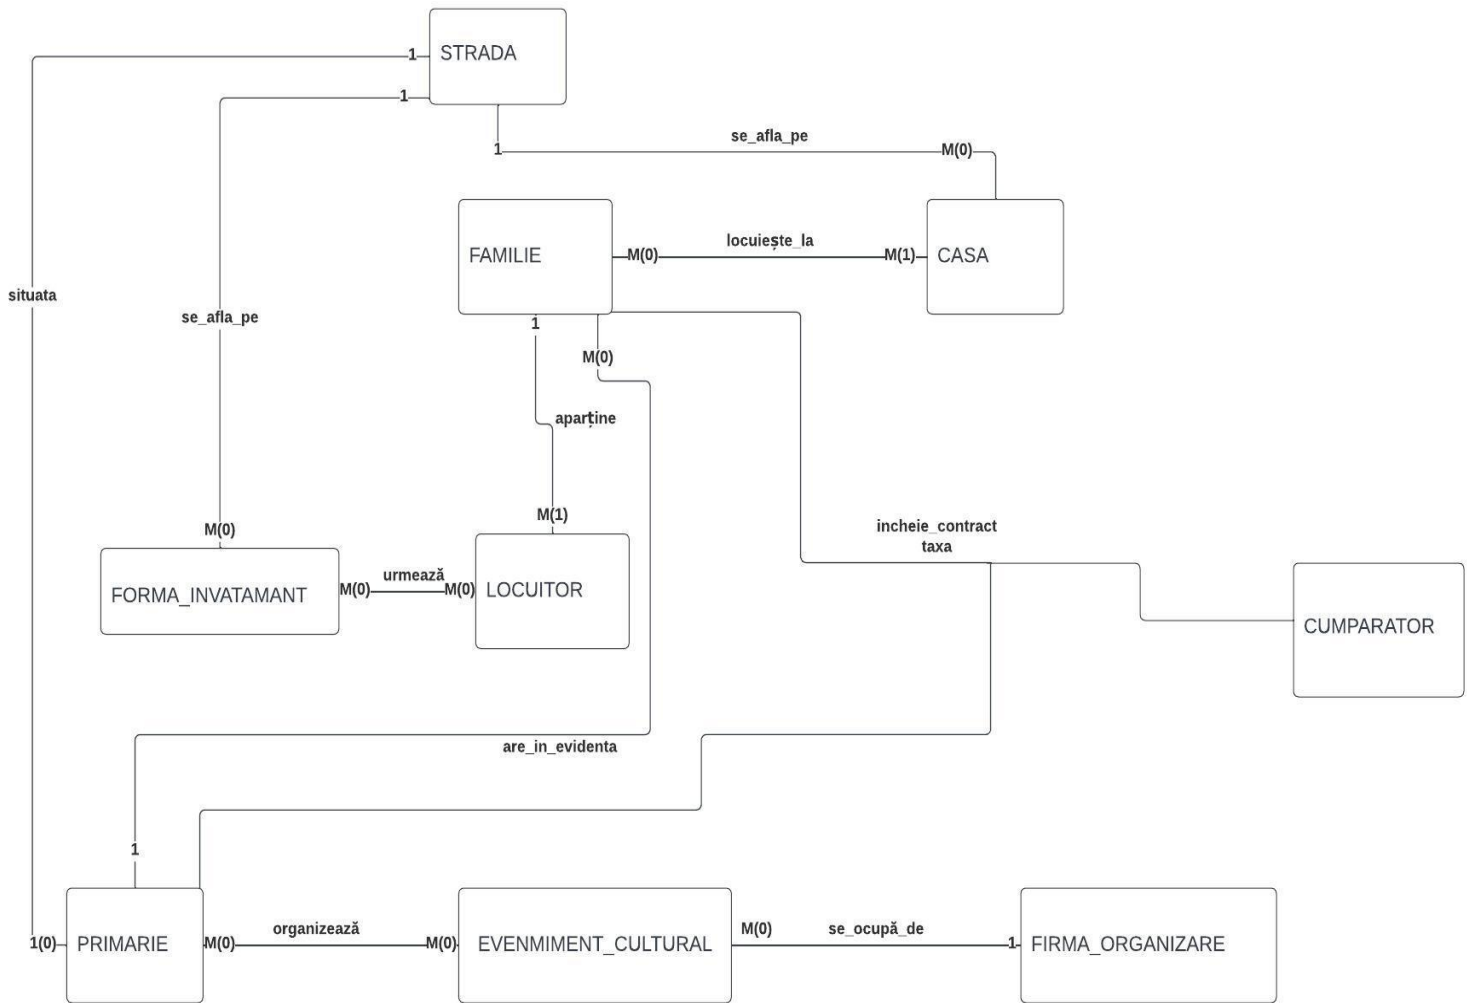 1
STRADA
1
se_afla_pe
1
M(0)
FAMILIE
M(0)
locuiește_la
M(1)
CASA
situata
se_afla_pe
1
M(0)
aparține
M(0)
M(1)
incheie_contract
taxa
FORMA_INVATAMANT
M(0)
urmează
M(0)
LOCUITOR
CUMPARATOR
are_in_evidenta
1
1(0)
PRIMARIE
M(0)
organizează
M(0)
EVENMIMENT_CULTURAL
M(0)
se_ocupă_de
1
FIRMA_ORGANIZARE